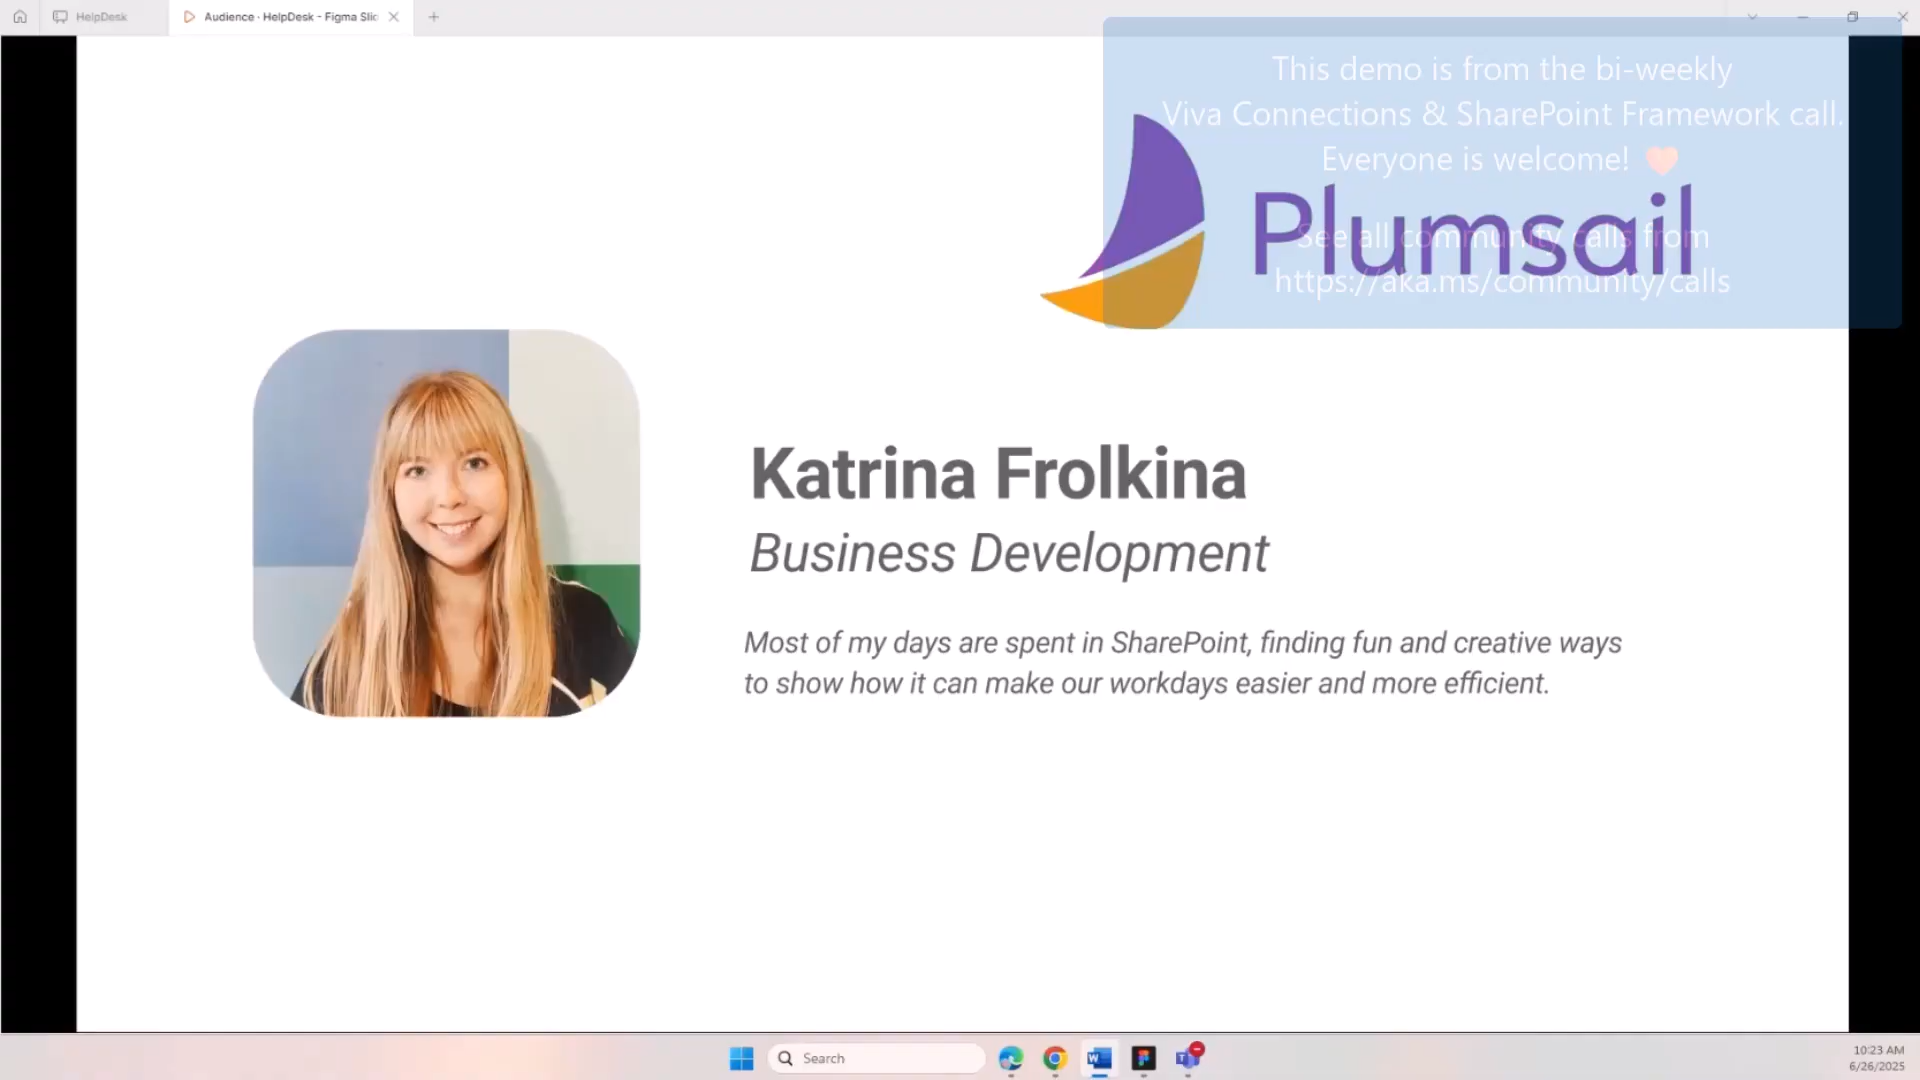 HelpDesk
Audience · HelpDesk - Figma Slic
This demo is from the bi-weekly
Viva Connections & SharePoint Framework call.
Everyone is welcome!
Plumsail
See all community calls from
https://aka.ms/community/calls
Katrina Frolkina
Business Development
Most of my days are spent in SharePoint, finding fun and creative ways
to show how it can make our workdays easier and more efficient.
Search
10:23 AM
6/26/2025